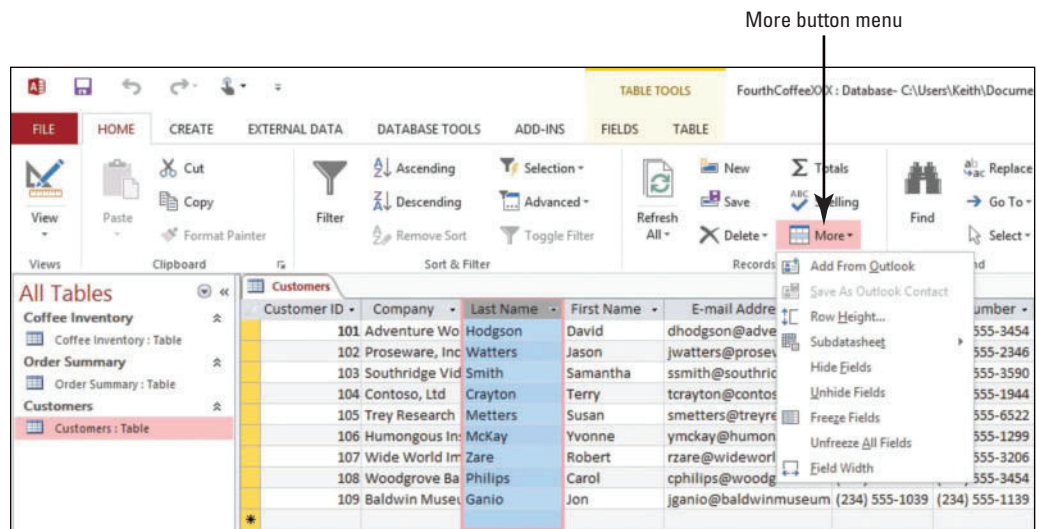 More button menu
TABLE TOOLS FourthCoffeeXXX : Database- C:\Users\Keith\Docume
FILE HOME CREATE EXTERNAL DATA DATABASE TOOLS ADD-INS FIELDS TABLE
View
Paste
Cut
Copy
Format Painter
Filter
Ascending
Descending
Remove Sort
Selection
Advanced
Toggle Filter
Refresh
All
New
Save
Delete
Totals
More
Find
Replace
Go To
Select
Views Clipboard Sort & Filter Records
Add From Outlook
Save As Outlook Contact
Row Height...
Subdatasheet
Hide Fields
Unhide Fields
Freeze Fields
Unfreeze All Fields
Field Width
All Tables
Coffee Inventory
Coffee Inventory : Table
Order Summary
Order Summary : Table
Customers
Customers : Table
Customers
Customer ID Company Last Name First Name E-mail Addre umber
101 Adventure Wo Hodgson David dhodgson@adve 555-3454
102 Proseware, Inc Watters Jason jwatters@prosev 555-2346
103 Southridge Vid Smith Samantha ssmith@southric 555-3590
104 Contoso, Ltd Crayton Terry tcrayton@contos 555-1944
105 Trey Research Metters Susan smetters@treyre 555-6522
106 Humongous In: McKay Yvonne ymckay@humon 555-1299
107 Wide World Im Zare Robert rzare@wideworl 555-3206
108 Woodgrove Ba Philips Carol cphilips@woodg 555-3454
109 Baldwin Museu Ganio Jon jganio@baldwinmuseum (234) 555-1039 (234) 555-1139